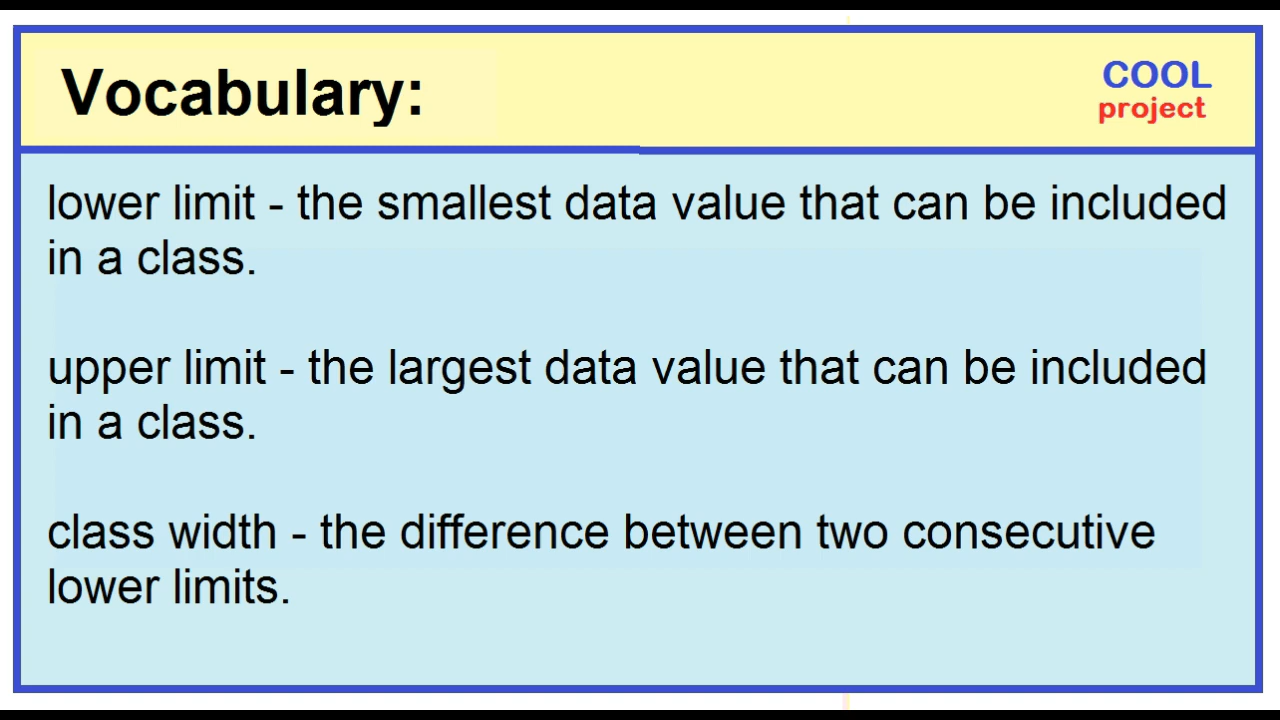 Vocabulary:
COOL
project
lower limit - the smallest data value that can be included
in a class.
upper limit - the largest data value that can be included
in a class.
class width - the difference between two consecutive
lower limits.